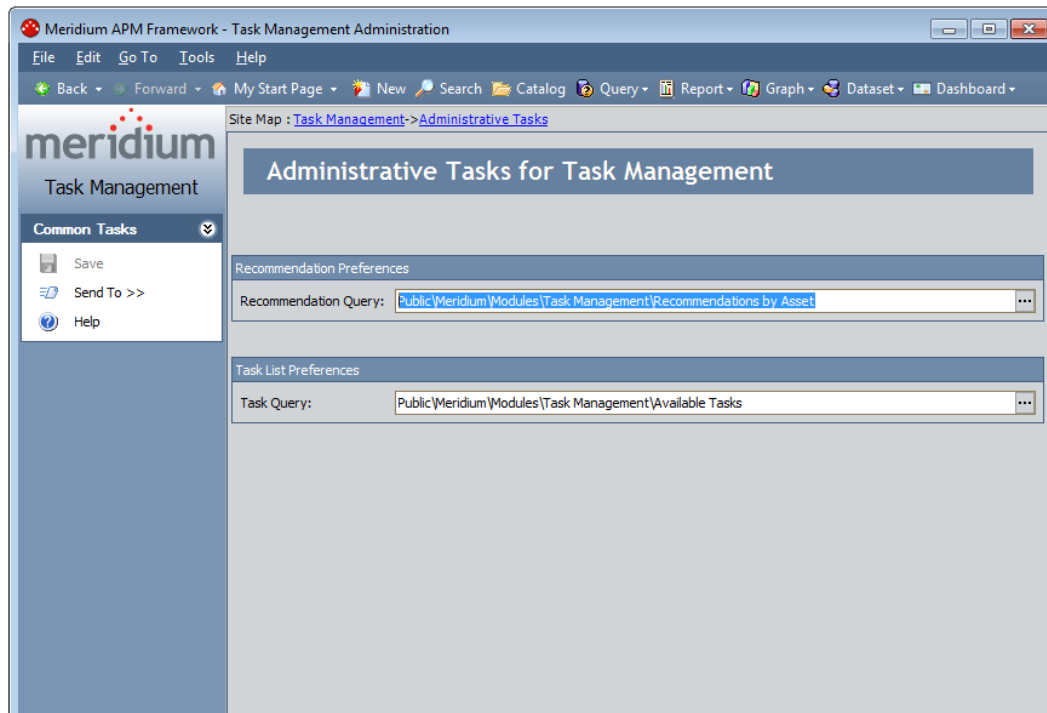 Meridium APM Framework - Task Management Administration
File Edit Go To Tools Help
Back Forward My Start Page New Search Catalog Query Report Graph Dataset Dashboard
meridium
Task Management
Common Tasks
Save
Send To >>
Help
Site Map : Task Management->Administrative Tasks
Administrative Tasks for Task Management
Recommendation Preferences
Recommendation Query: Public\Meridium\Modules\Task Management\Recommendations by Asset ...
Task List Preferences
Task Query: Public\Meridium\Modules\Task Management\Available Tasks ...